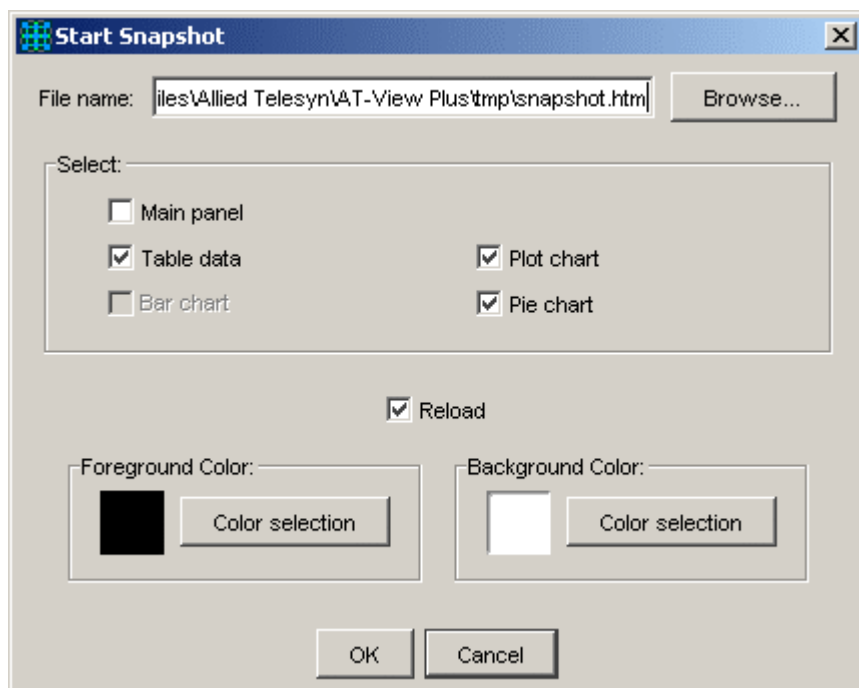 Start Snapshot
File name: iles\Allied Telesyn\AT-View Plus\tmp\snapshot.htm Browse...
Select:
Main panel
Table data Plot chart
Bar chart Pie chart
Reload
Foreground Color: Background Color:
Color selection Color selection
OK Cancel